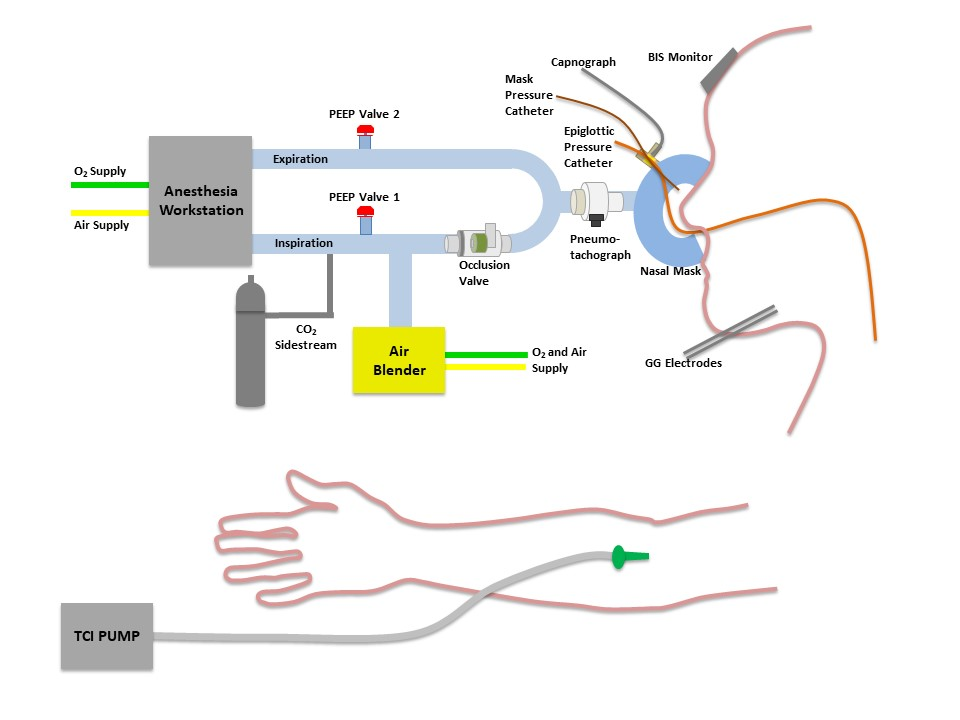 BIS Monitor
Capnograph
Mask
Pressure
Catheter
PEEP Valve 2
Epiglottic
Pressure
Catheter
Expiration
O2 Supply
Anesthesia
Workstation
Air Supply
PEEP Valve 1
Inspiration
Pneumo-
tachograph
Occlusion
Valve
Nasal Mask
CO2
Sidestream
Air
Blender
O2 and Air
Supply
GG Electrodes
TCI PUMP